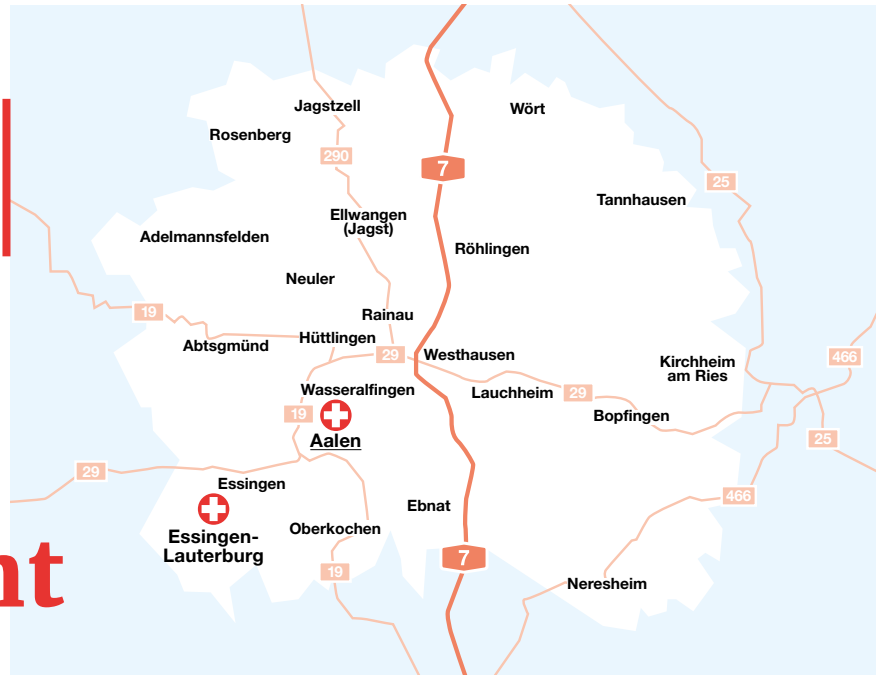 Jagstzell
Wört
Rosenberg
290
7
25
Tannhausen
Ellwangen
(Jagst)
Adelmannsfelden
Röhlingen
Neuler
19
Rainau
Hüttlingen
Abtsgmünd
29
Westhausen
466
Kirchheim
am Ries
Wasseralfingen
Lauchheim
29
19
Bopfingen
Aalen
25
29
Essingen
466
Ebnat
Oberkochen
Essingen-
Lauterburg
7
19
Neresheim
nt